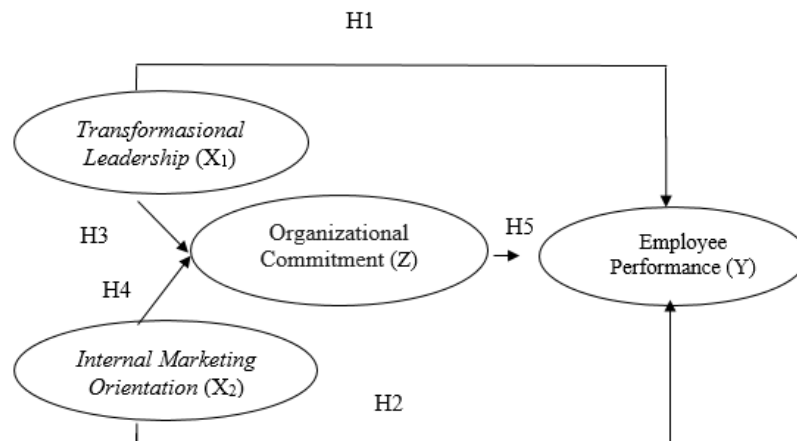 H1
Transformasional
Leadership (X₁)
H3
Organizational
Commitment (Z)
H5
Employee
Performance (Y)
H4
Internal Marketing
Orientation (X₂)
H2